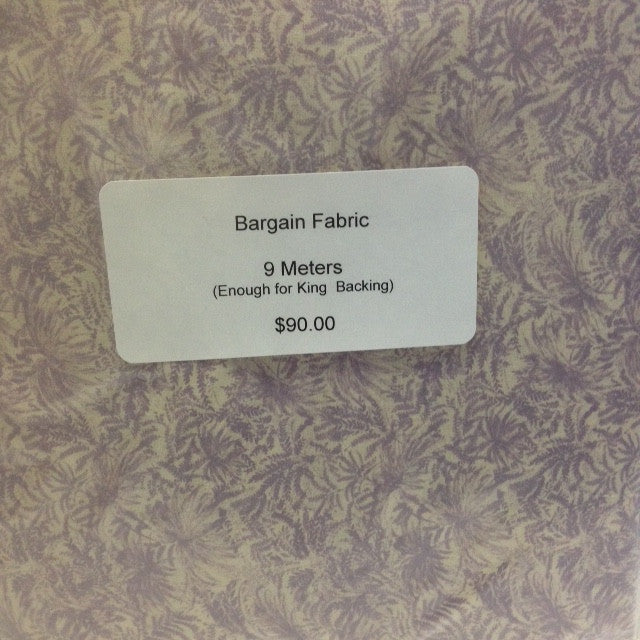 Bargain Fabric
9 Meters
(Enough for King Backing)
$90.00